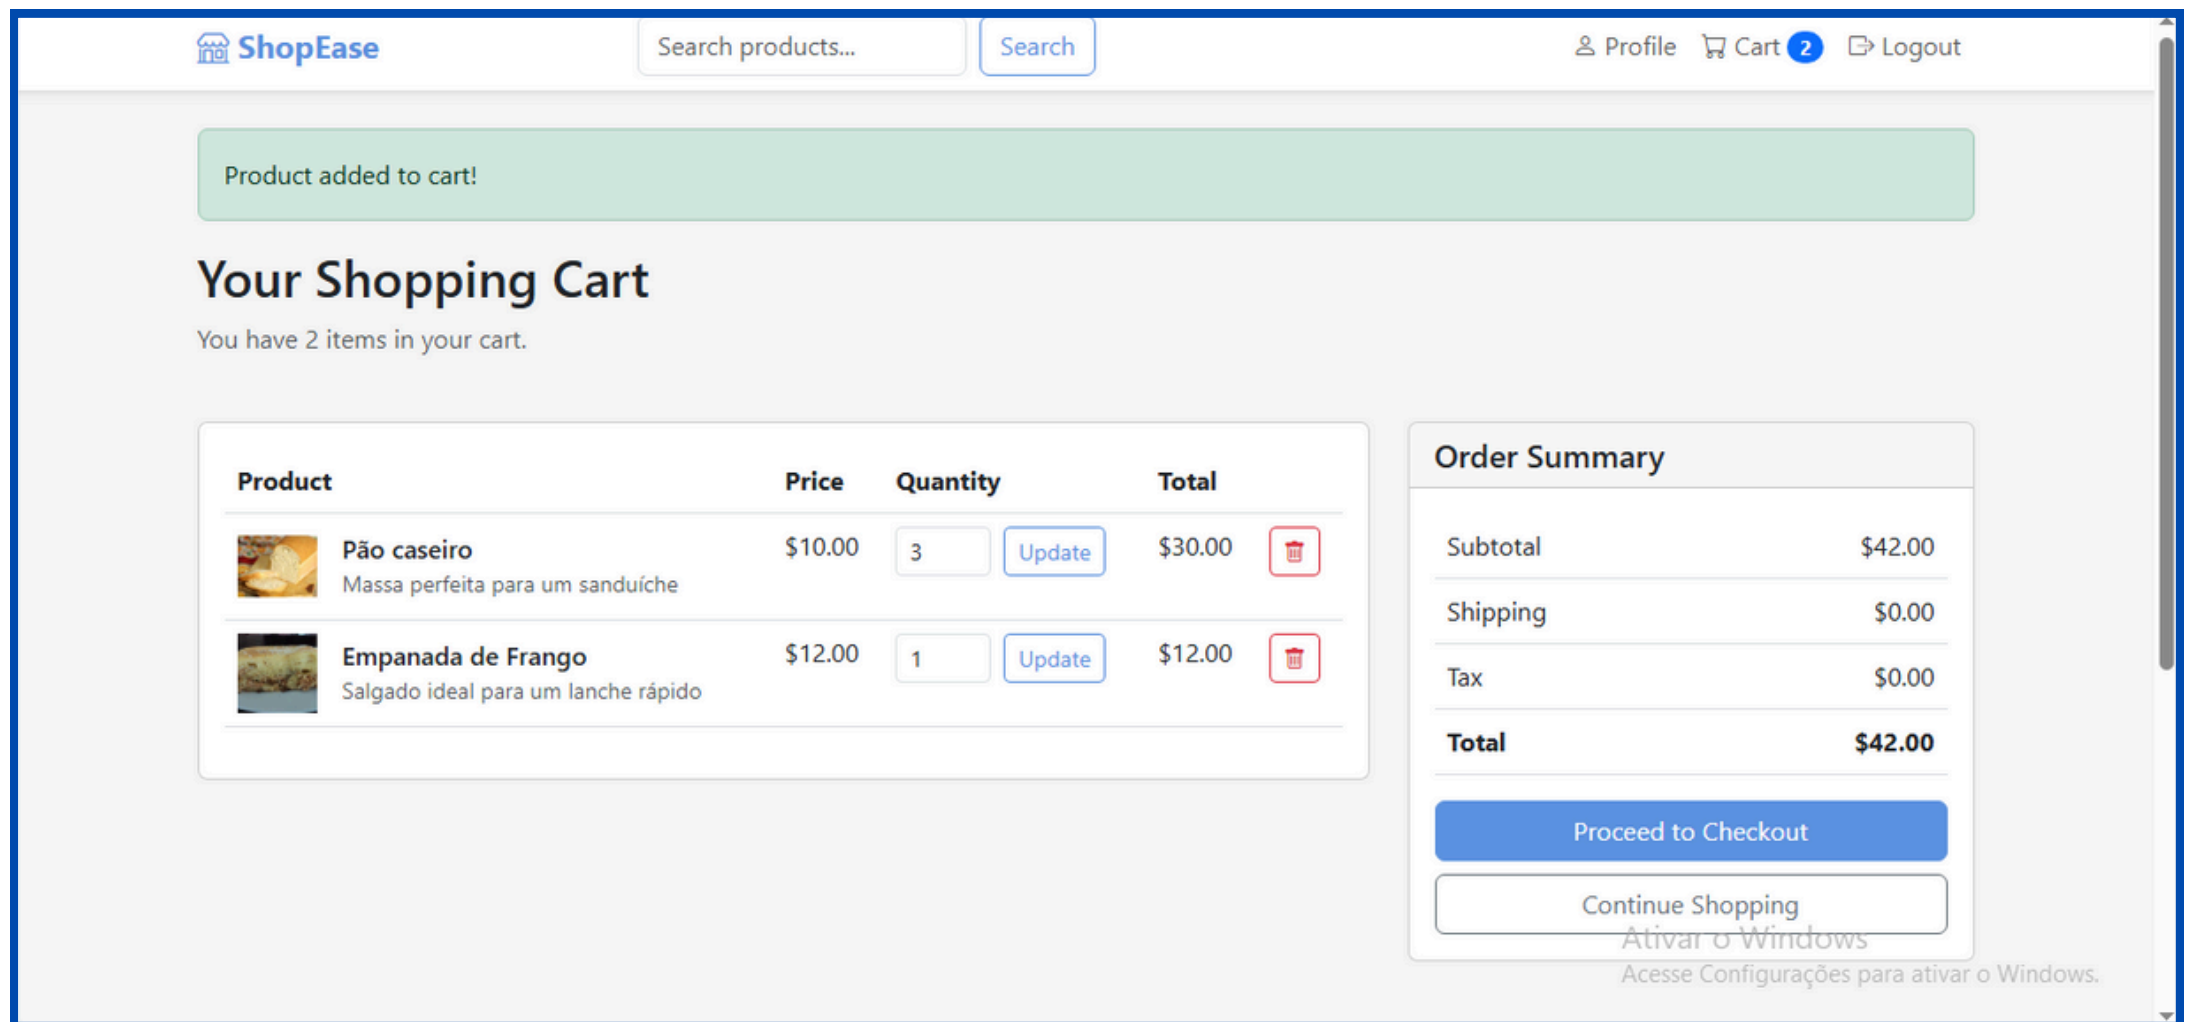 ShopEase
Search products...
Search
Profile
Cart 2
Logout
Product added to cart!
Your Shopping Cart
You have 2 items in your cart.
Product Price Quantity Total
Pão caseiro $10.00 3 Update $30.00
Massa perfeita para um sanduíche
Empanada de Frango $12.00 1 Update $12.00
Salgado ideal para um lanche rápido
Order Summary
Subtotal $42.00
Shipping $0.00
Tax $0.00
Total $42.00
Proceed to Checkout
Continue Shopping
Ativar o Windows
Acesse Configurações para ativar o Windows.